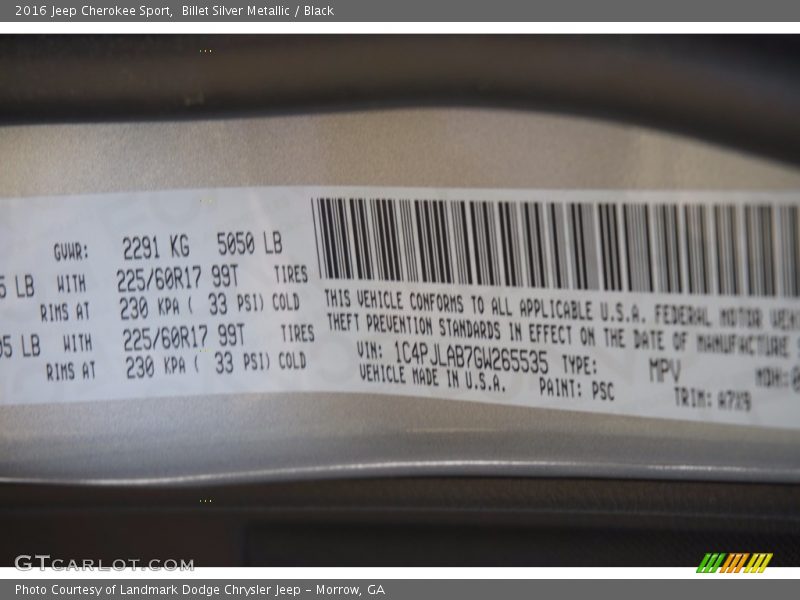 2016 Jeep Cherokee Sport,  Billet Silver Metallic / Black
GVWR: 2291 KG 5050 LB
5 LB WITH 225/60R17 99T TIRES
RIMS AT 230 KPA ( 33 PSI) COLD
05 LB WITH 225/60R17 99T TIRES
RIMS AT 230 KPA ( 33 PSI) COLD
THIS VEHICLE CONFORMS TO ALL APPLICABLE U.S.A. FEDERAL MOTOR
THEFT PREVENTION STANDARDS IN EFFECT ON THE DATE OF MANUFACTURE
VIN: 1C4PJLAB7GW265535 TYPE: MPV MDH:0
VEHICLE MADE IN U.S.A. PAINT: PSC TRIM: A7X9
GTCARLOT.COM
Photo Courtesy of Landmark Dodge Chrysler Jeep – Morrow, GA